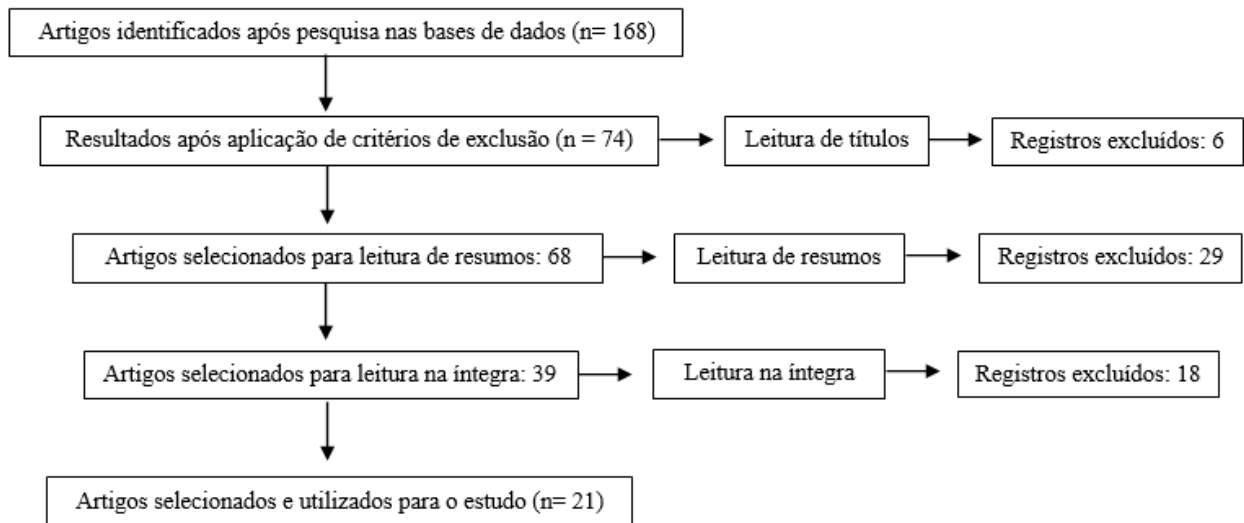 Artigos identificados após pesquisa nas bases de dados (n= 168)
Resultados após aplicação de critérios de exclusão (n = 74)
Leitura de títulos
Registros excluídos: 6
Artigos selecionados para leitura de resumos: 68
Leitura de resumos
Registros excluídos: 29
Artigos selecionados para leitura na íntegra: 39
Leitura na íntegra
Registros excluídos: 18
Artigos selecionados e utilizados para o estudo (n= 21)